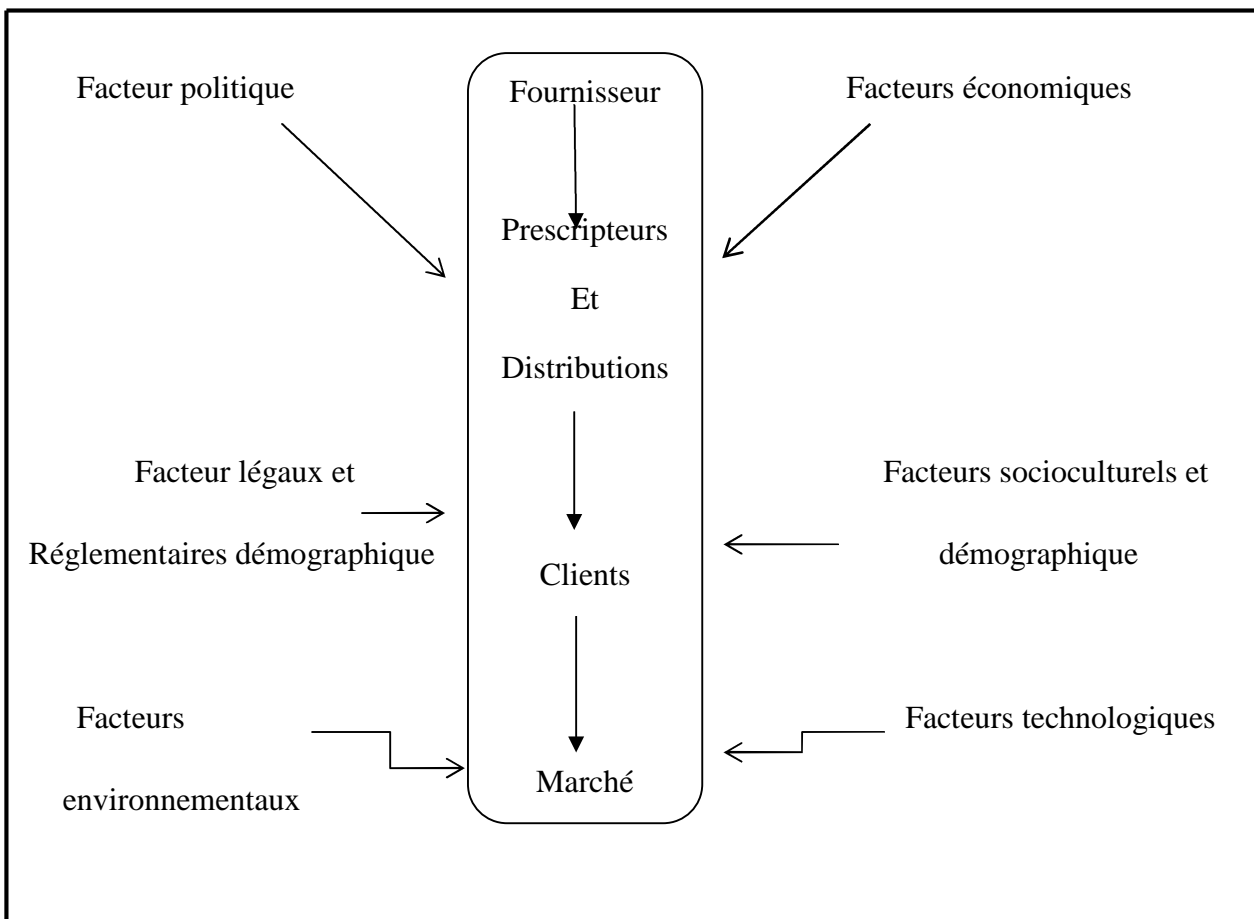 Facteur politique
Fournisseur
Facteurs économiques
Prescripteurs
Et
Distributions
Facteur légaux et
Réglementaires démographique
Facteurs socioculturels et
démographique
Clients
Facteurs
environnementaux
Facteurs technologiques
Marché